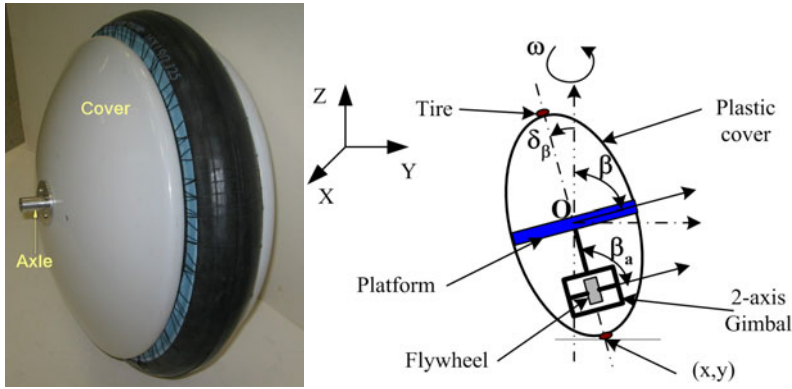 Cover
Axle
Z
Y
X
ω
Tire
Plastic
cover
δβ
β
O
Platform
βa
Flywheel
2-axis
Gimbal
(x,y)